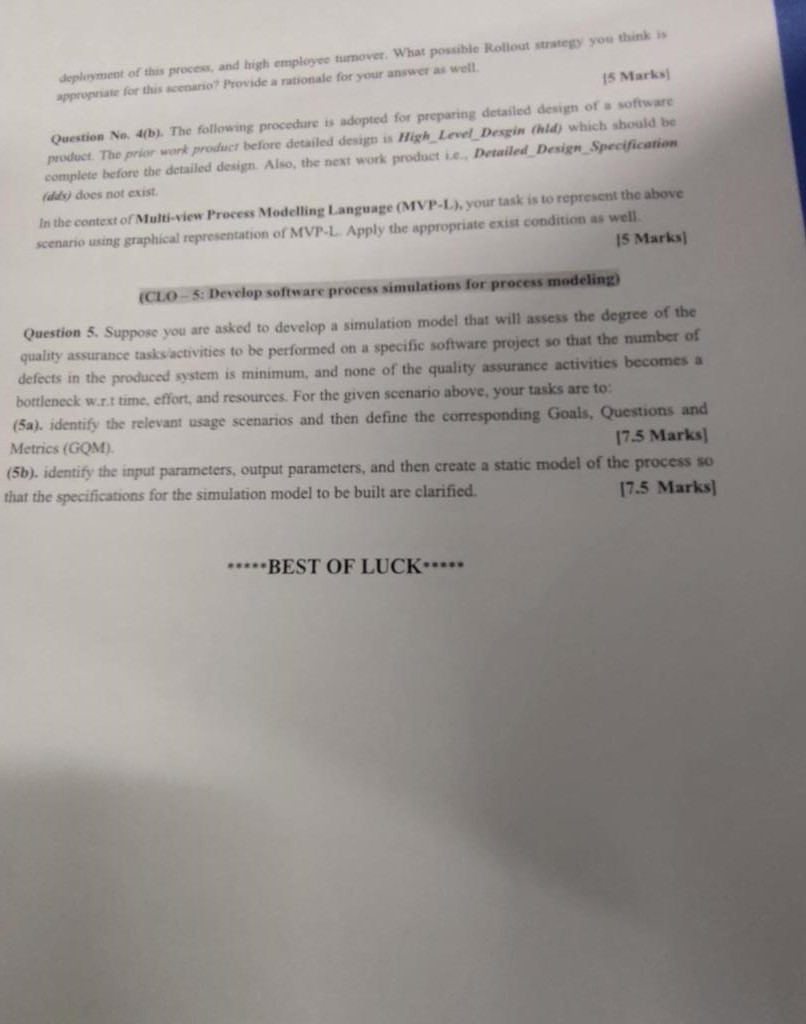 deployment of this process, and high employee turnover. What possible Rollout strategy you think is
appropriate for this scenario? Provide a rationale for your answer as well.
[5 Marks]
Question No. 4(b). The following procedure is adopted for preparing detailed design of a software
product. The prior work product before detailed design is High_Level_Desgin (hld) which should be
complete before the detailed design. Also, the next work product i.e., Detailed_Design_Specification
(dds) does not exist.
In the context of Multi-view Process Modelling Language (MVP-L), your task is to represent the above
scenario using graphical representation of MVP-L. Apply the appropriate exist condition as well.
[5 Marks]
(CLO – 5: Develop software process simulations for process modeling)
Question 5. Suppose you are asked to develop a simulation model that will assess the degree of the
quality assurance tasks/activities to be performed on a specific software project so that the number of
defects in the produced system is minimum, and none of the quality assurance activities becomes a
bottleneck w.r.t time, effort, and resources. For the given scenario above, your tasks are to:
(5a). identify the relevant usage scenarios and then define the corresponding Goals, Questions and
Metrics (GQM). [7.5 Marks]
(5b). identify the input parameters, output parameters, and then create a static model of the process so
that the specifications for the simulation model to be built are clarified. [7.5 Marks]
*****BEST OF LUCK*****